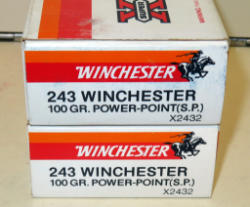 WINCHESTER
243 WINCHESTER
100 GR. POWER-POINT(S.P.)
X2432
WINCHESTER
243 WINCHESTER
100 GR. POWER-POINT(S.P.)
X2432